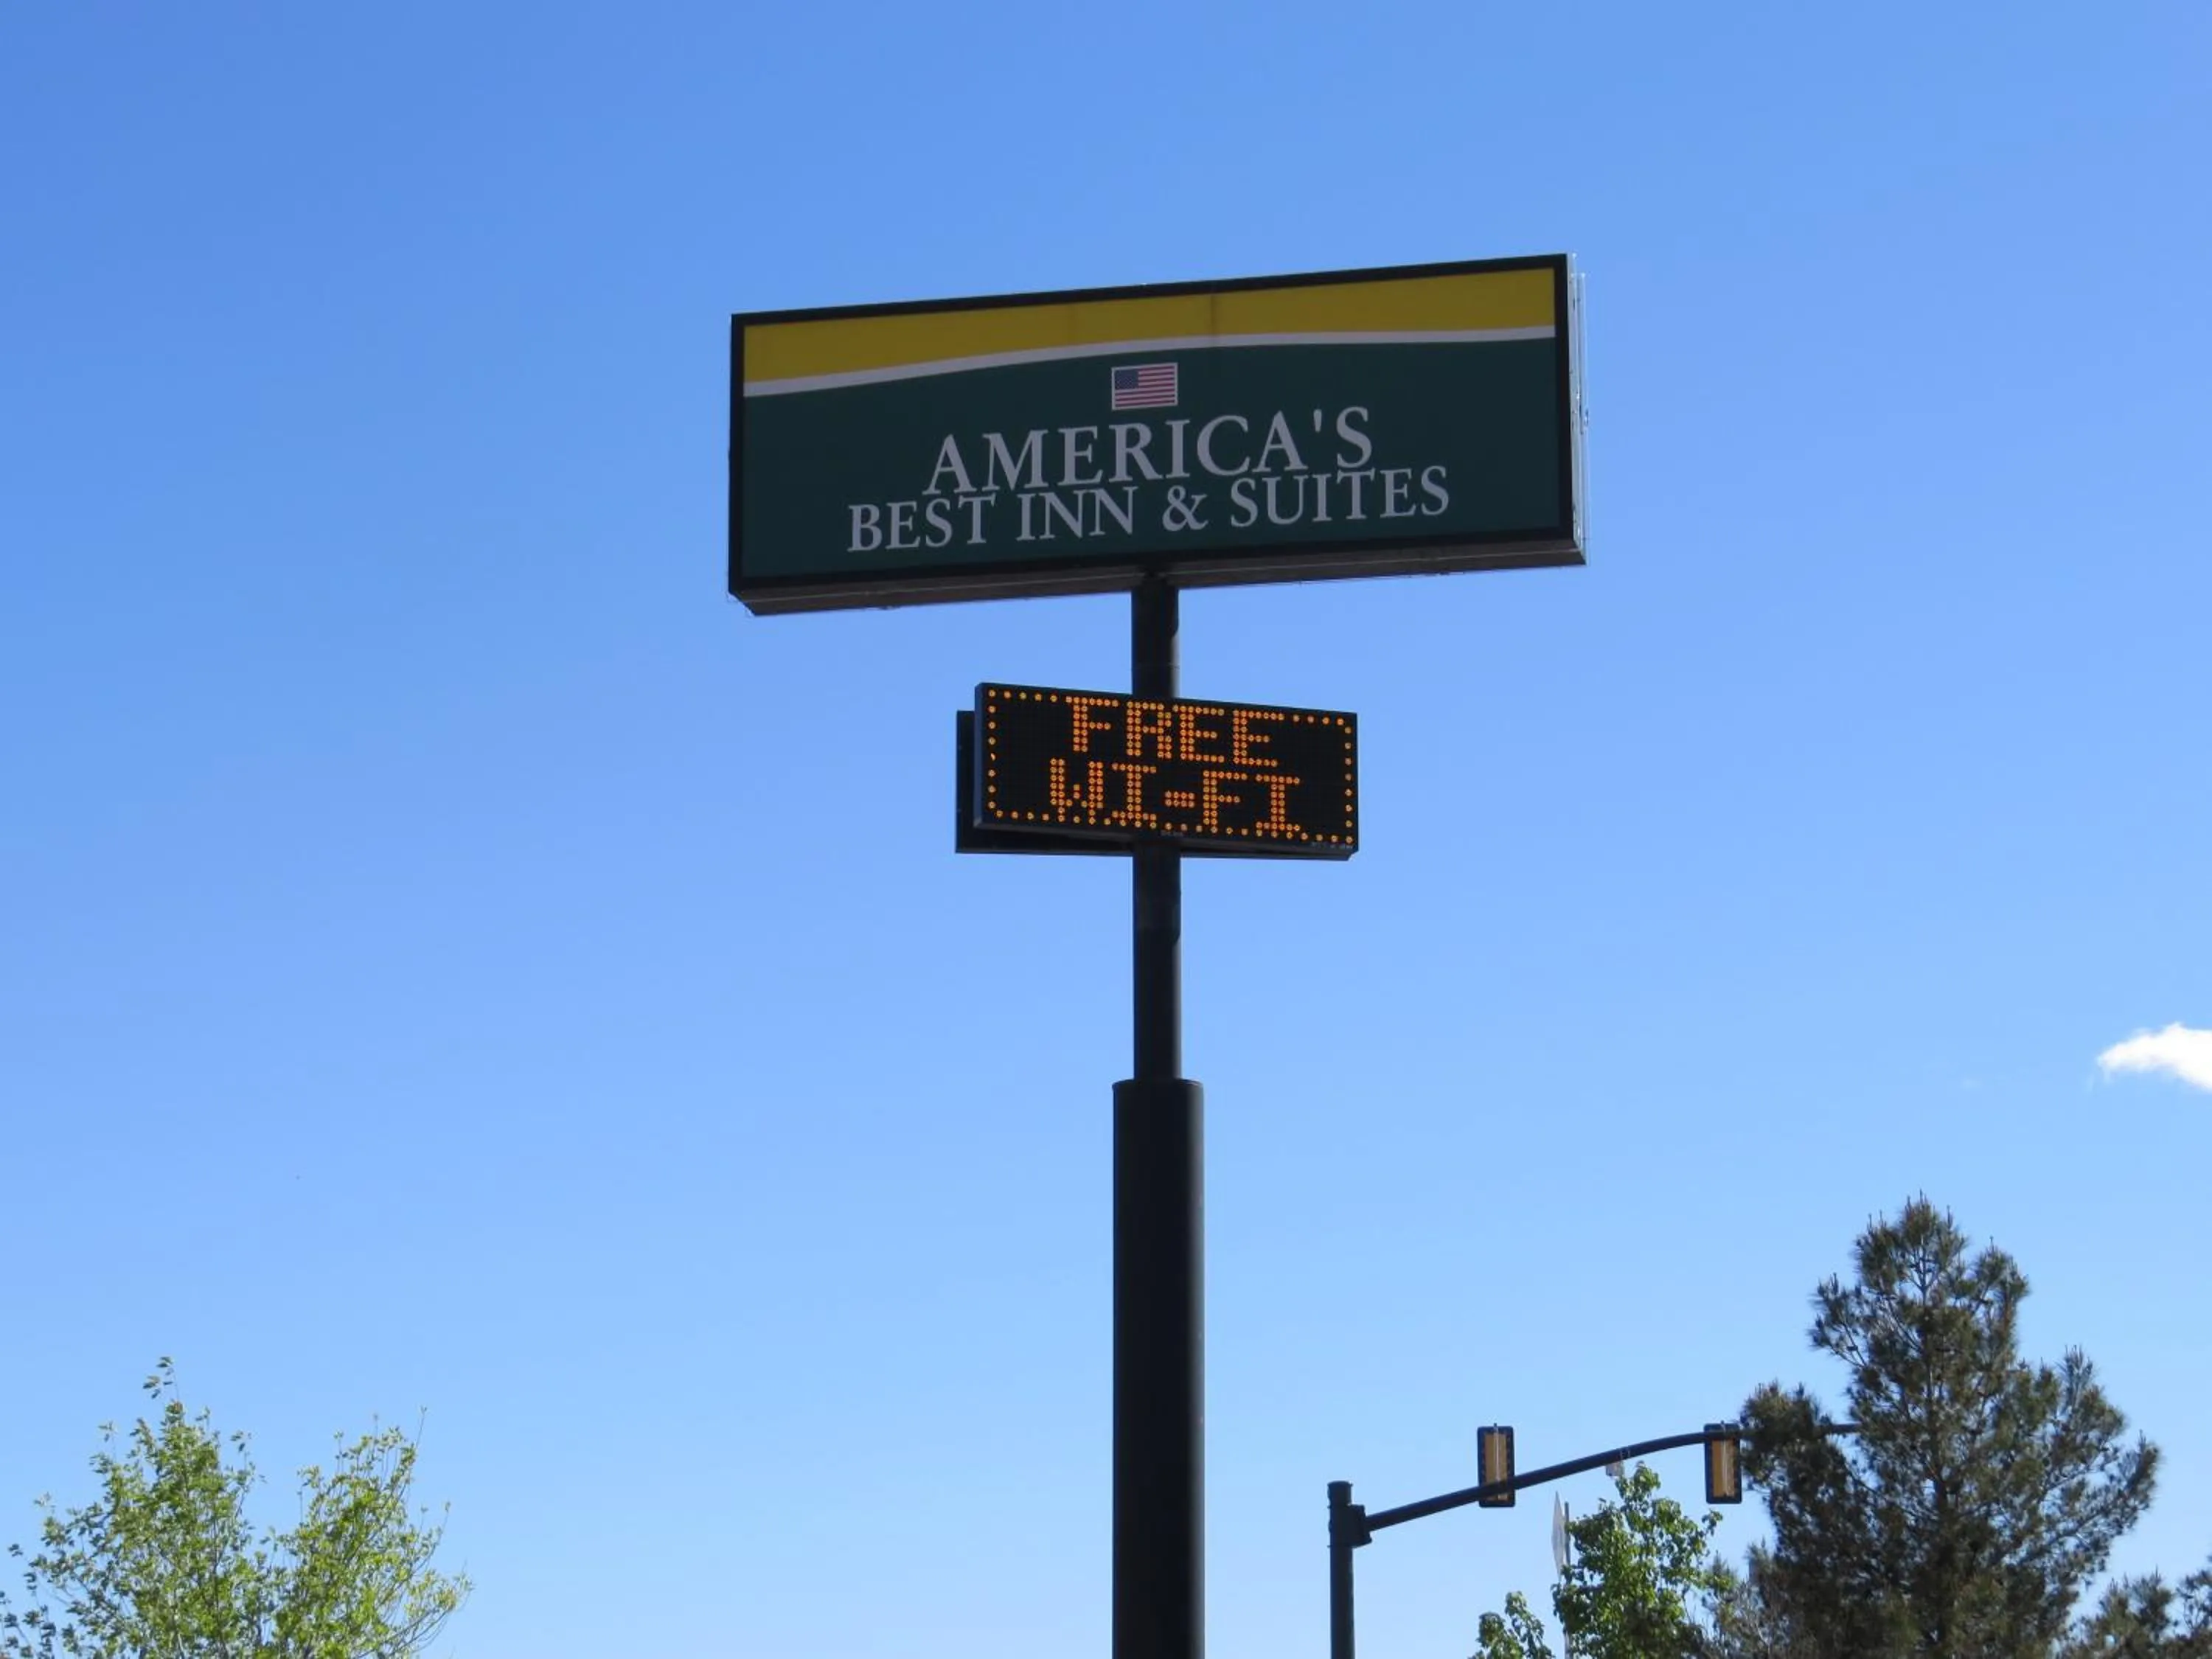 AMERICA'S
BEST INN & SUITES
FREE
WI-FI